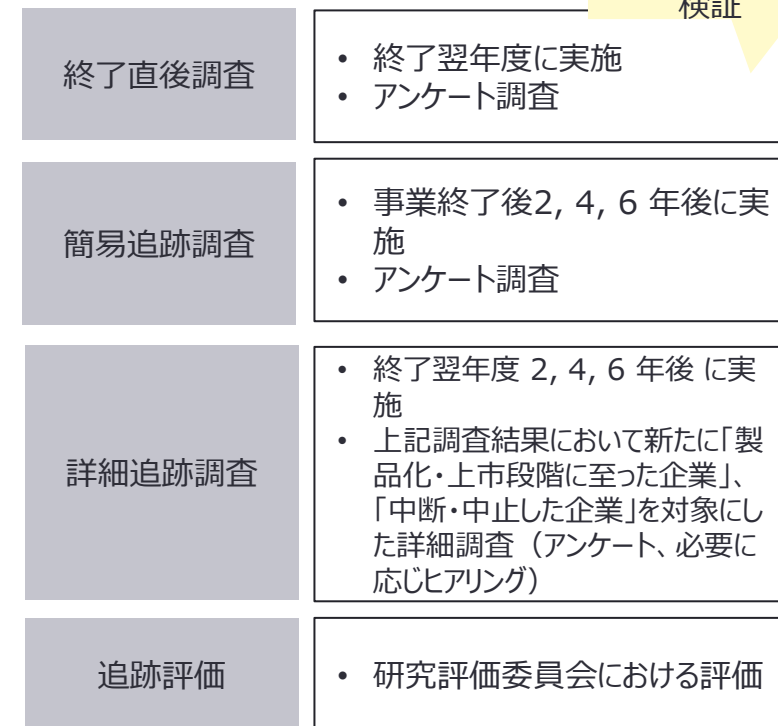 検証
終了直後調査
• 終了翌年度に実施
• アンケート調査
簡易追跡調査
• 事業終了後2, 4, 6 年後に実
施
• アンケート調査
詳細追跡調査
• 終了翌年度 2, 4, 6 年後 に実
施
• 上記調査結果において新たに「製
品化・上市段階に至った企業」、
「中断・中止した企業」を対象にし
た詳細調査（アンケート、必要に
応じヒアリング）
追跡評価
• 研究評価委員会における評価